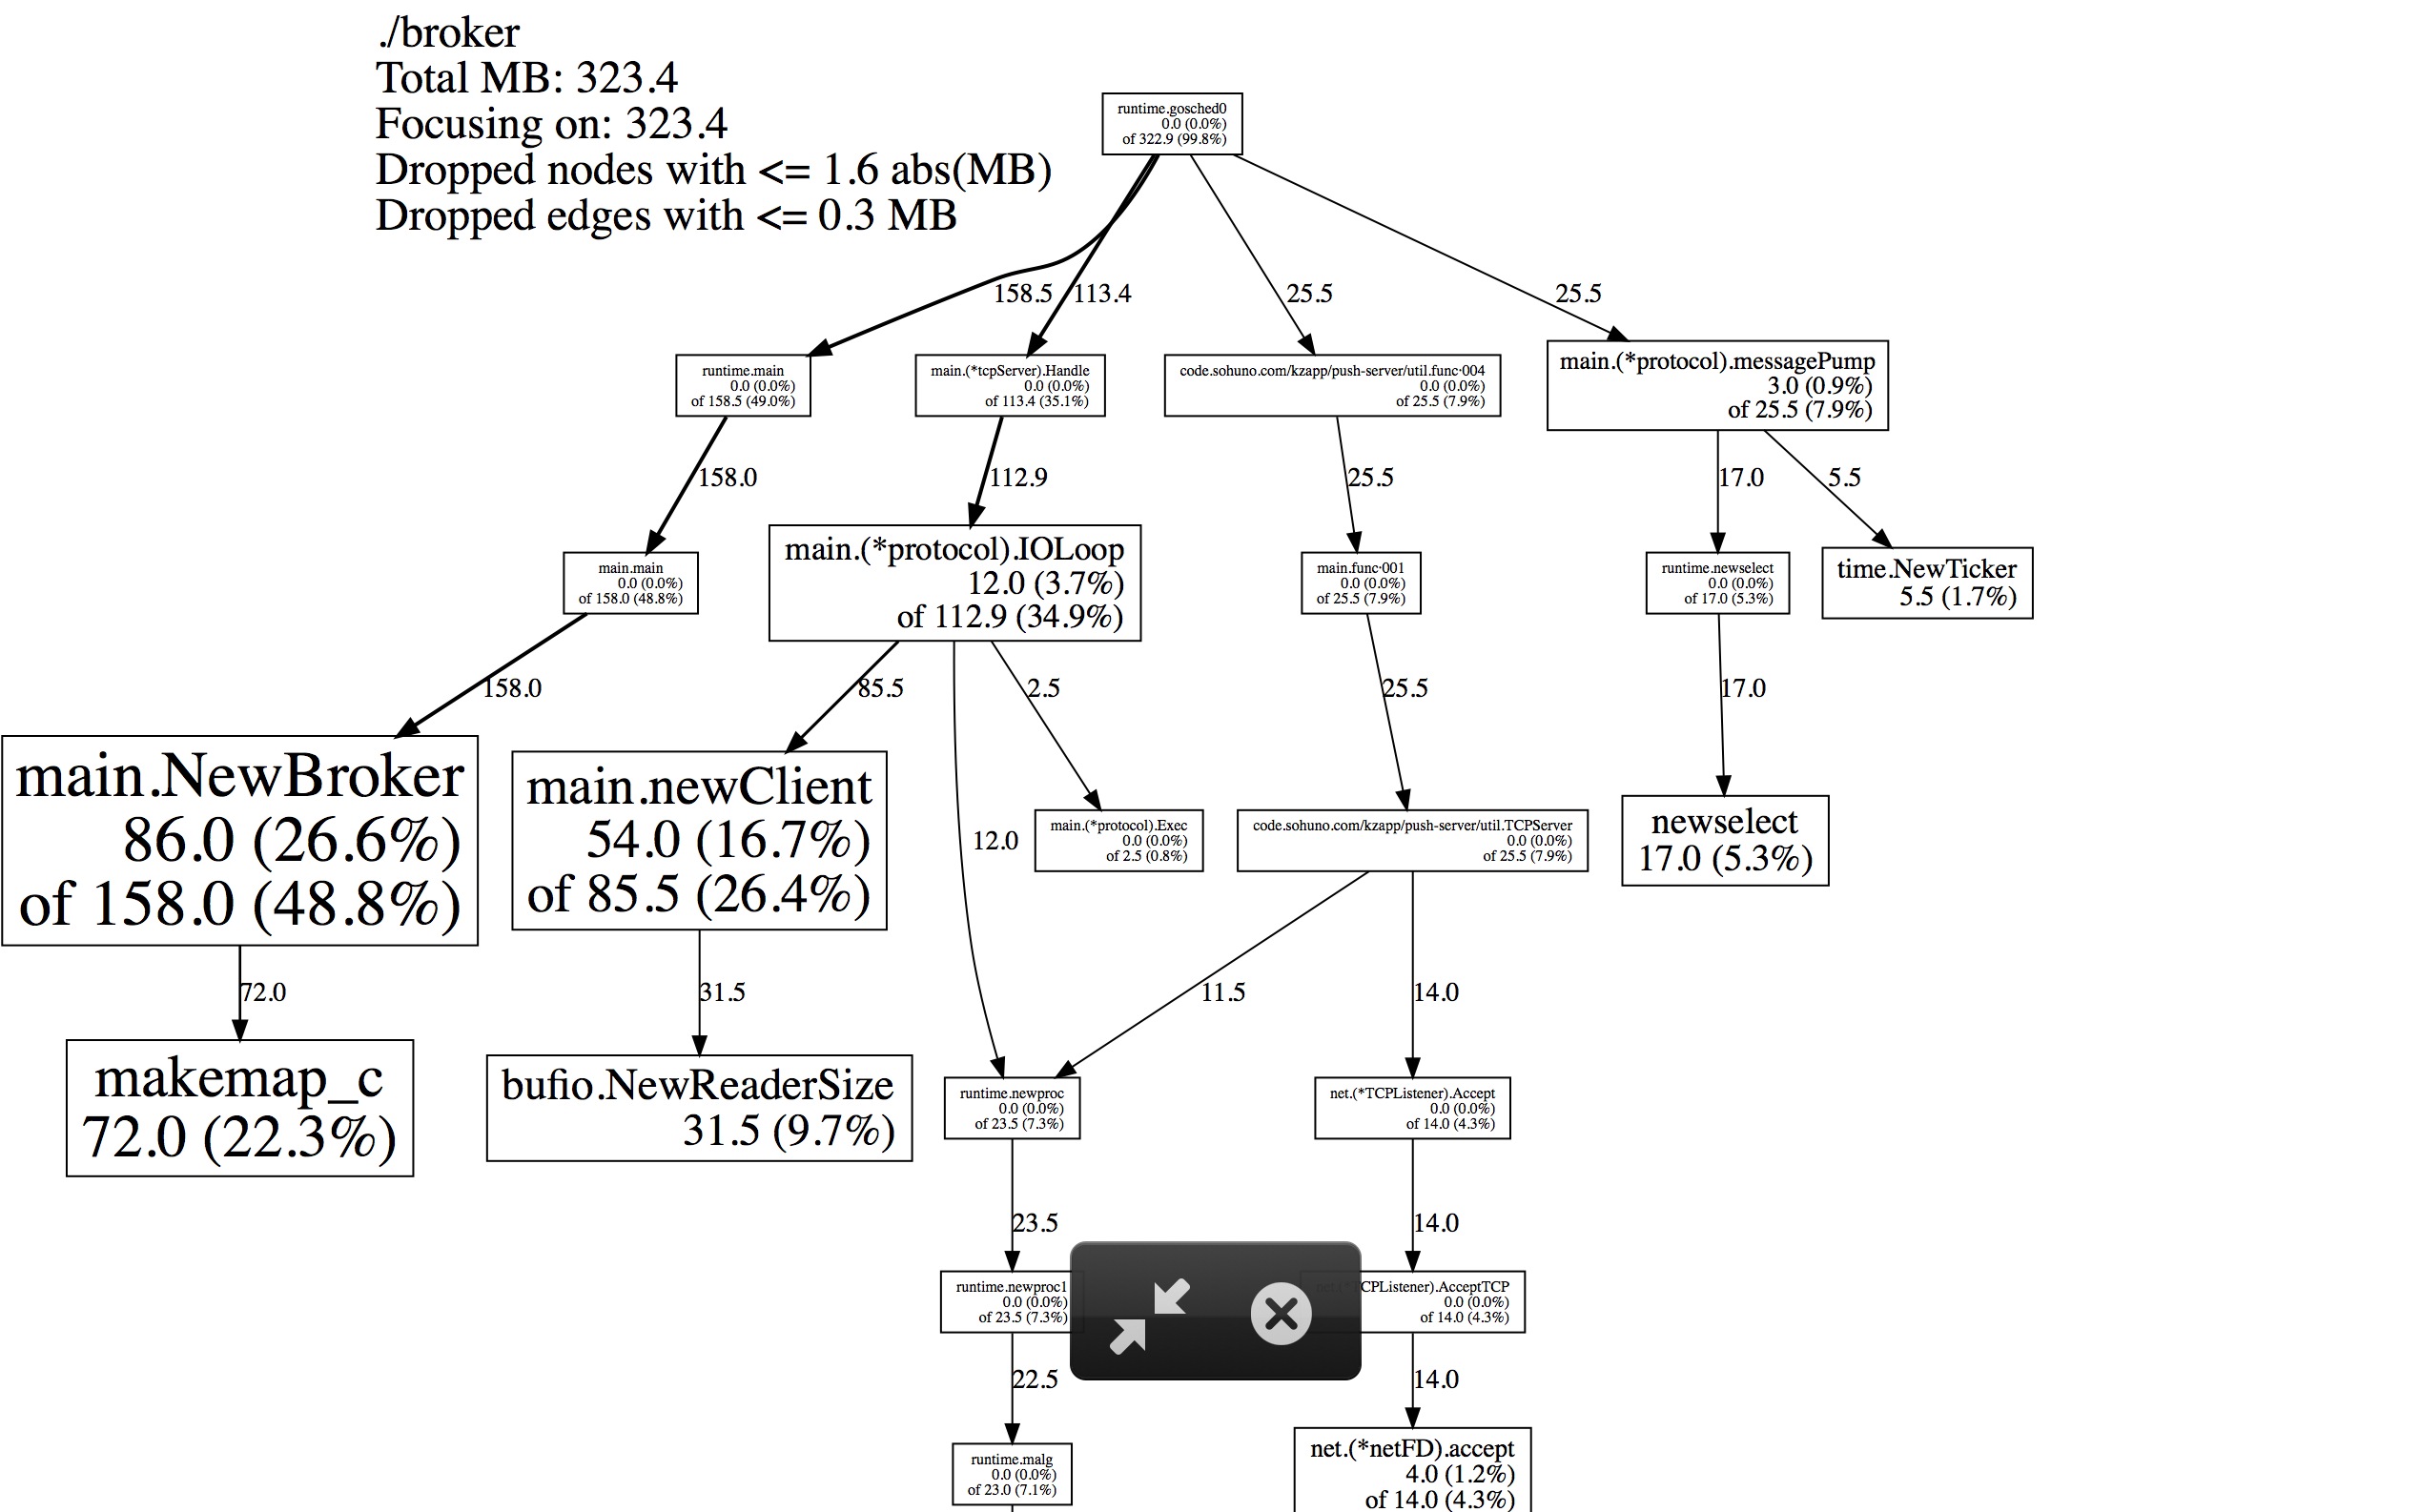 ./broker
Total MB: 323.4
Focusing on: 323.4
Dropped nodes with <= 1.6 abs(MB)
Dropped edges with <= 0.3 MB
runtime.gosched0
0.0 (0.0%)
of 322.9 (99.8%)
158.5
113.4
25.5
25.5
runtime.main
0.0 (0.0%)
of 158.5 (49.0%)
main.(*tcpServer).Handle
0.0 (0.0%)
of 113.4 (35.1%)
code.sohuno.com/kzapp/push-server/util.func·004
0.0 (0.0%)
of 25.5 (7.9%)
main.(*protocol).messagePump
3.0 (0.9%)
of 25.5 (7.9%)
158.0
112.9
25.5
17.0
5.5
main.main
0.0 (0.0%)
of 158.0 (48.8%)
main.(*protocol).IOLoop
12.0 (3.7%)
of 112.9 (34.9%)
main.func·001
0.0 (0.0%)
of 25.5 (7.9%)
runtime.newselect
0.0 (0.0%)
of 17.0 (5.3%)
time.NewTicker
5.5 (1.7%)
158.0
85.5
2.5
25.5
17.0
main.NewBroker
86.0 (26.6%)
of 158.0 (48.8%)
main.newClient
54.0 (16.7%)
of 85.5 (26.4%)
12.0
main.(*protocol).Exec
0.0 (0.0%)
of 2.5 (0.8%)
code.sohuno.com/kzapp/push-server/util.TCPServer
0.0 (0.0%)
of 25.5 (7.9%)
newselect
17.0 (5.3%)
72.0
31.5
11.5
14.0
makemap_c
72.0 (22.3%)
bufio.NewReaderSize
31.5 (9.7%)
runtime.newproc
0.0 (0.0%)
of 23.5 (7.3%)
net.(*TCPListener).Accept
0.0 (0.0%)
of 14.0 (4.3%)
23.5
14.0
runtime.newproc1
0.0 (0.0%)
of 23.5 (7.3%)
net.(*TCPListener).AcceptTCP
0.0 (0.0%)
of 14.0 (4.3%)
22.5
14.0
runtime.malg
0.0 (0.0%)
of 23.0 (7.1%)
net.(*netFD).accept
4.0 (1.2%)
of 14.0 (4.3%)